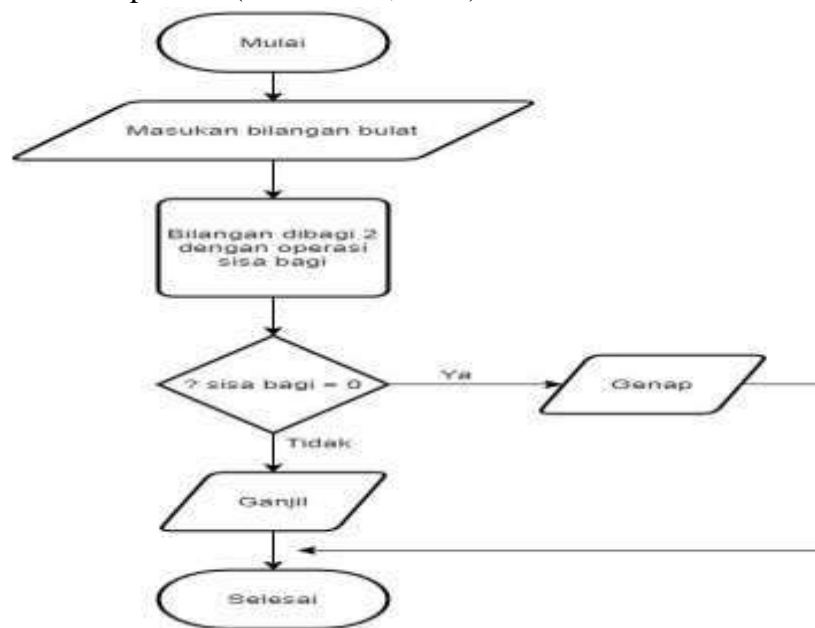 Mulai
Masukan bilangan bulat
Bilangan dibagi 2
dengan operasi
sisa bagi
? sisa bagi = 0
Ya
Genap
Tidak
Ganjil
Selesai